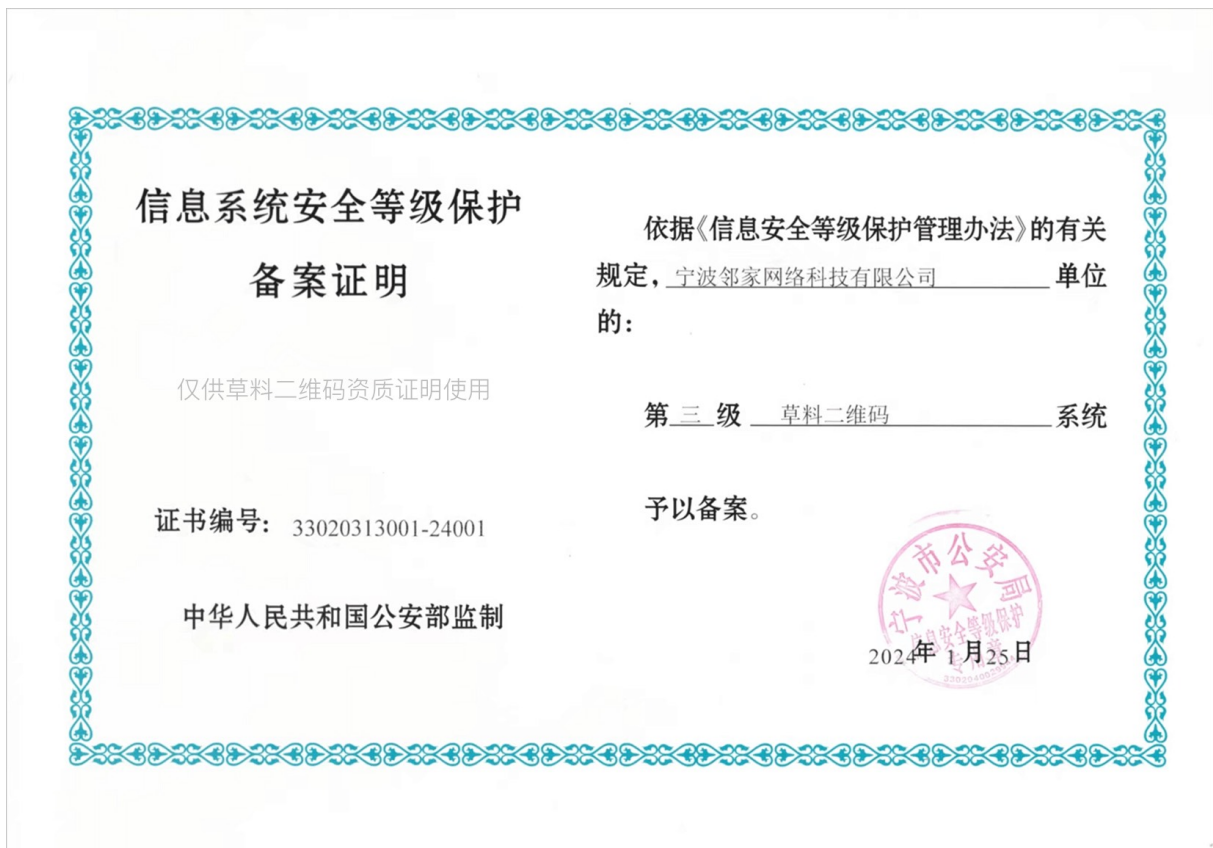 信息系统安全等级保护
备案证明
仅供草料二维码资质证明使用
证书编号: 33020313001-24001
中华人民共和国公安部监制
依据《信息安全等级保护管理办法》的有关
规定, 宁波邻家网络科技有限公司 单位
的:
第 三 级 草料二维码 系统
予以备案。
宁波市公安局
信息安全等级保护
专用章
2024年 1 月25日